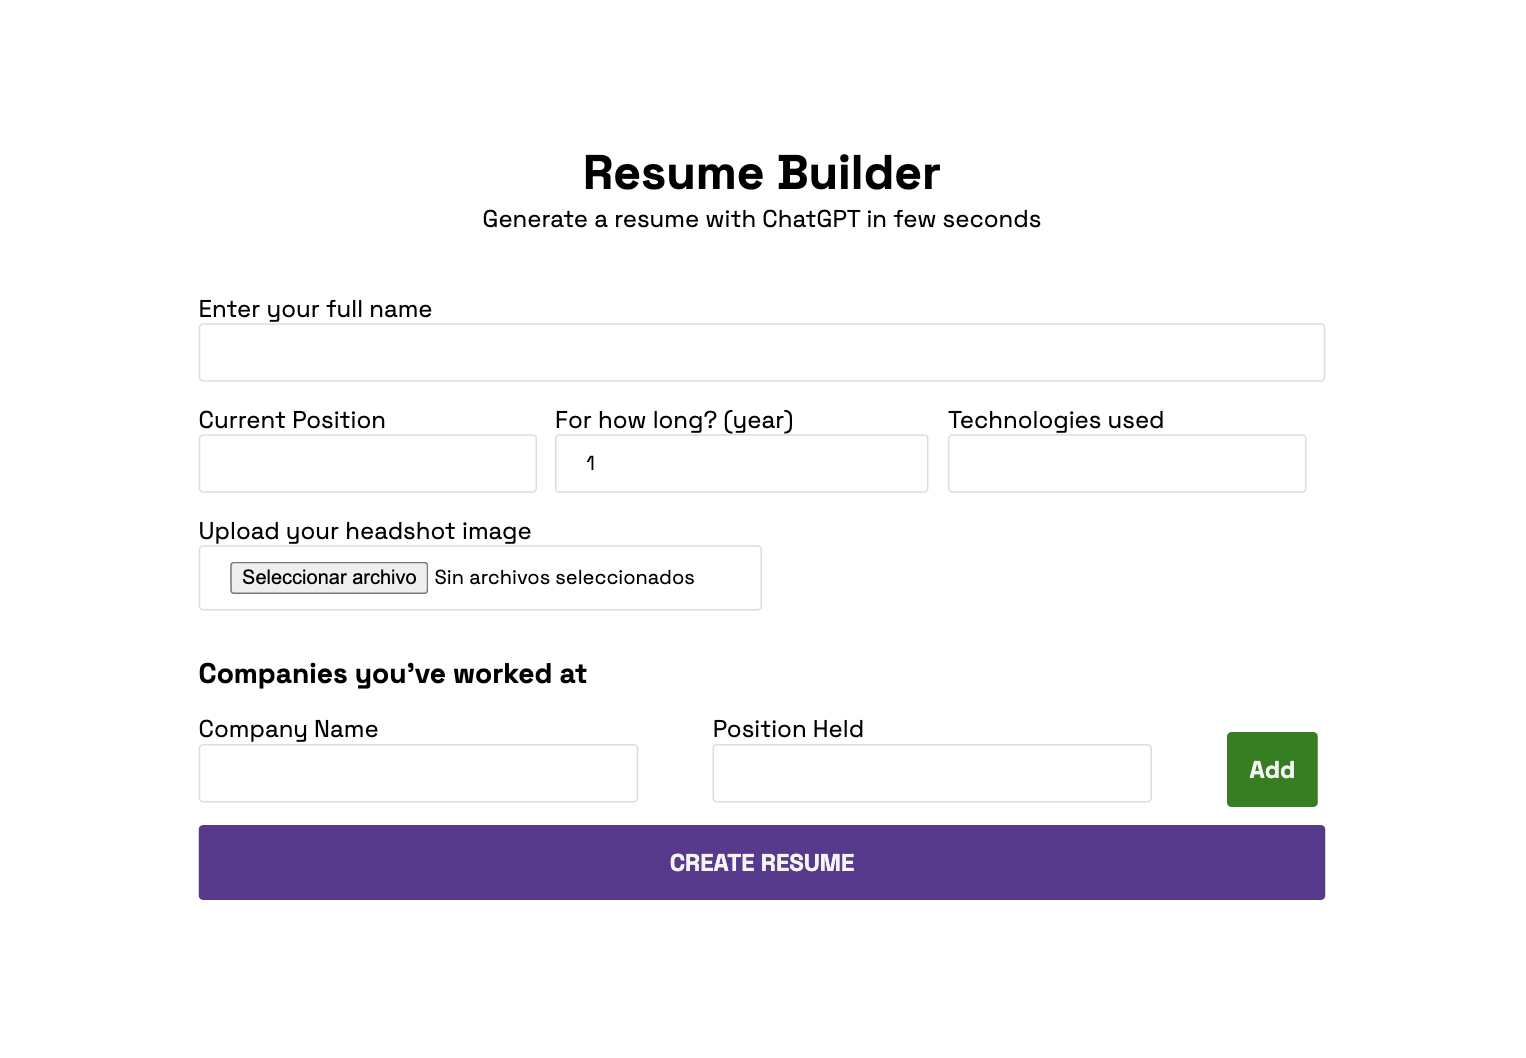 Resume Builder
Generate a resume with ChatGPT in few seconds
Enter your full name
Current Position
For how long? (year)
Technologies used
1
Upload your headshot image
Seleccionar archivo Sin archivos seleccionados
Companies you’ve worked at
Company Name
Position Held
Add
CREATE RESUME